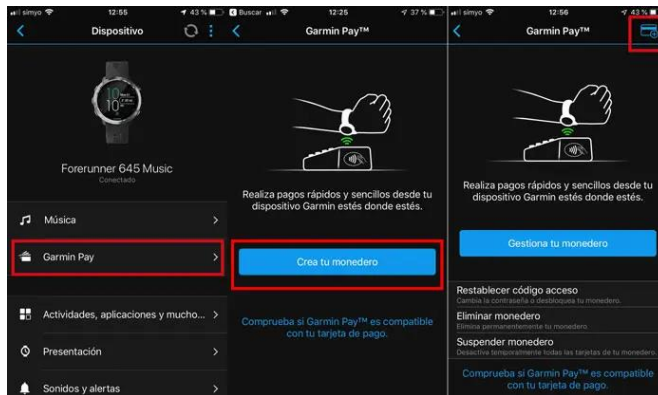 simyo 12:55 43 %
Dispositivo
Forerunner 645 Music
Conectado
Música
Garmin Pay
Actividades, aplicaciones y mucho...
Presentación
Sonidos y alertas
Buscar 12:25 37 %
Garmin Pay™
Realiza pagos rápidos y sencillos desde tu
dispositivo Garmin estés donde estés.
Crea tu monedero
Comprueba si Garmin Pay™ es compatible
con tu tarjeta de pago.
simyo 12:56 43 %
Garmin Pay™
Realiza pagos rápidos y sencillos desde tu
dispositivo Garmin estés donde estés.
Gestiona tu monedero
Restablecer código acceso
Cambia la contraseña o desbloquea tu monedero.
Eliminar monedero
Elimina permanentemente tu monedero.
Suspender monedero
Desactive temporalmente todas las tarjetas de tu monedero.
Comprueba si Garmin Pay™ es compatible
con tu tarjeta de pago.